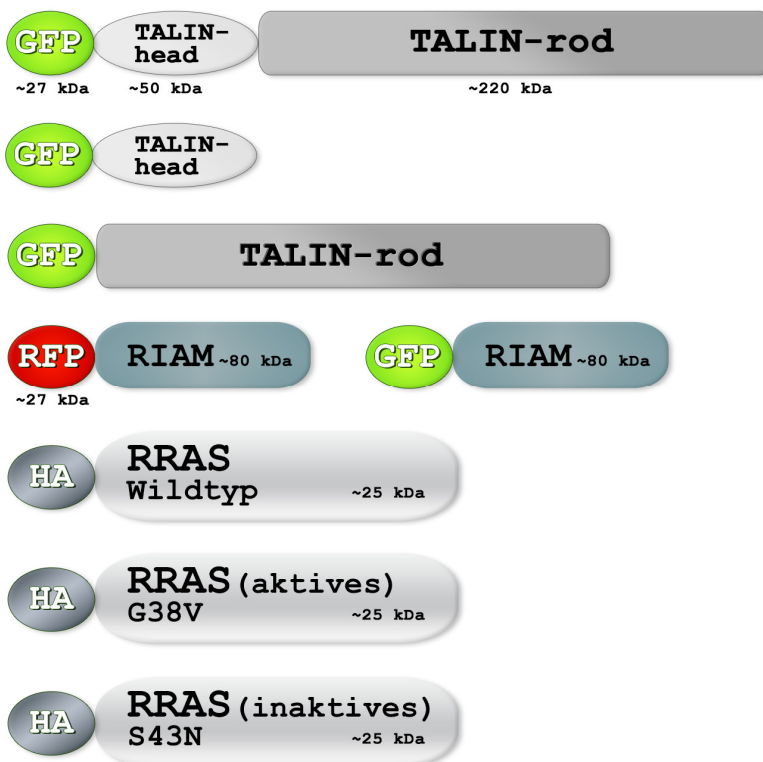 GFP TALIN-
head TALIN-rod
~27 kDa ~50 kDa ~220 kDa
GFP TALIN-
head
GFP TALIN-rod
RFP RIAM ~80 kDa GFP RIAM ~80 kDa
~27 kDa
HA RRAS
Wildtyp ~25 kDa
HA RRAS (aktives)
G38V ~25 kDa
HA RRAS (inaktives)
S43N ~25 kDa